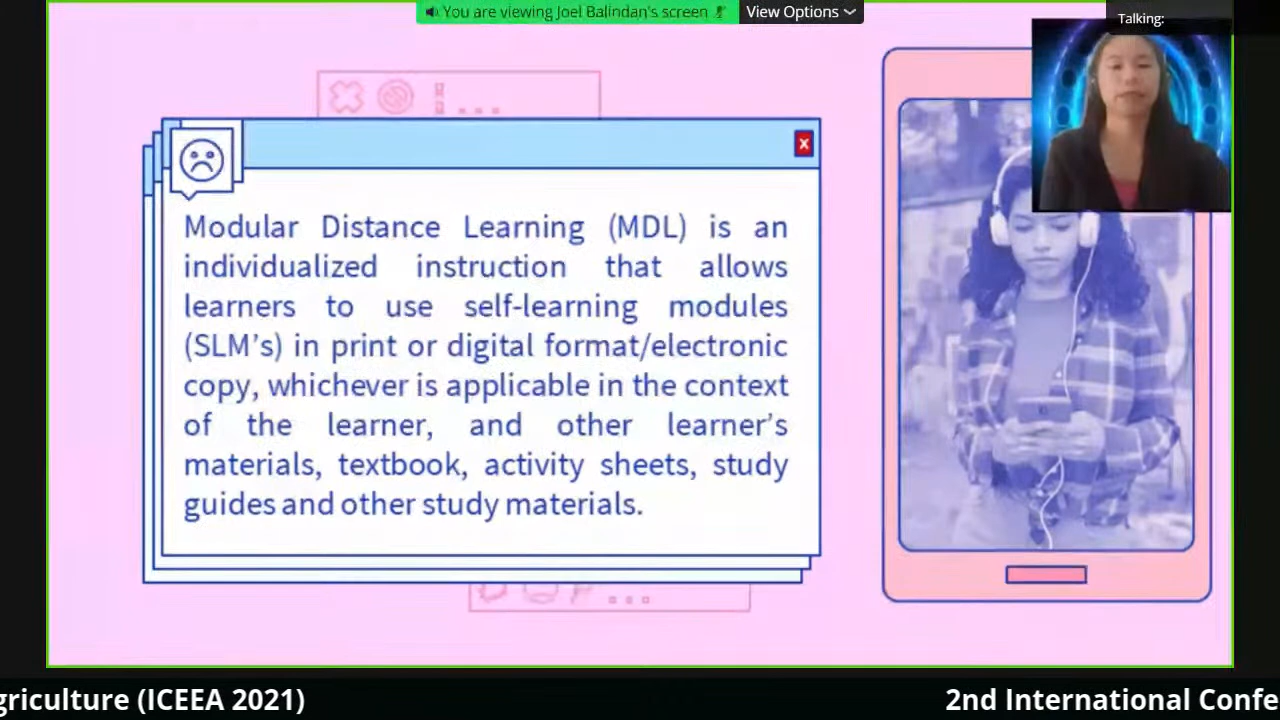 You are viewing Joel Balindan's screen
View Options
Talking:
x
Modular Distance Learning (MDL) is an
individualized instruction that allows
learners to use self-learning modules
(SLM's) in print or digital format/electronic
copy, whichever is applicable in the context
of the learner, and other learner's
materials, textbook, activity sheets, study
guides and other study materials.
griculture (ICEEA 2021)
2nd International Confe